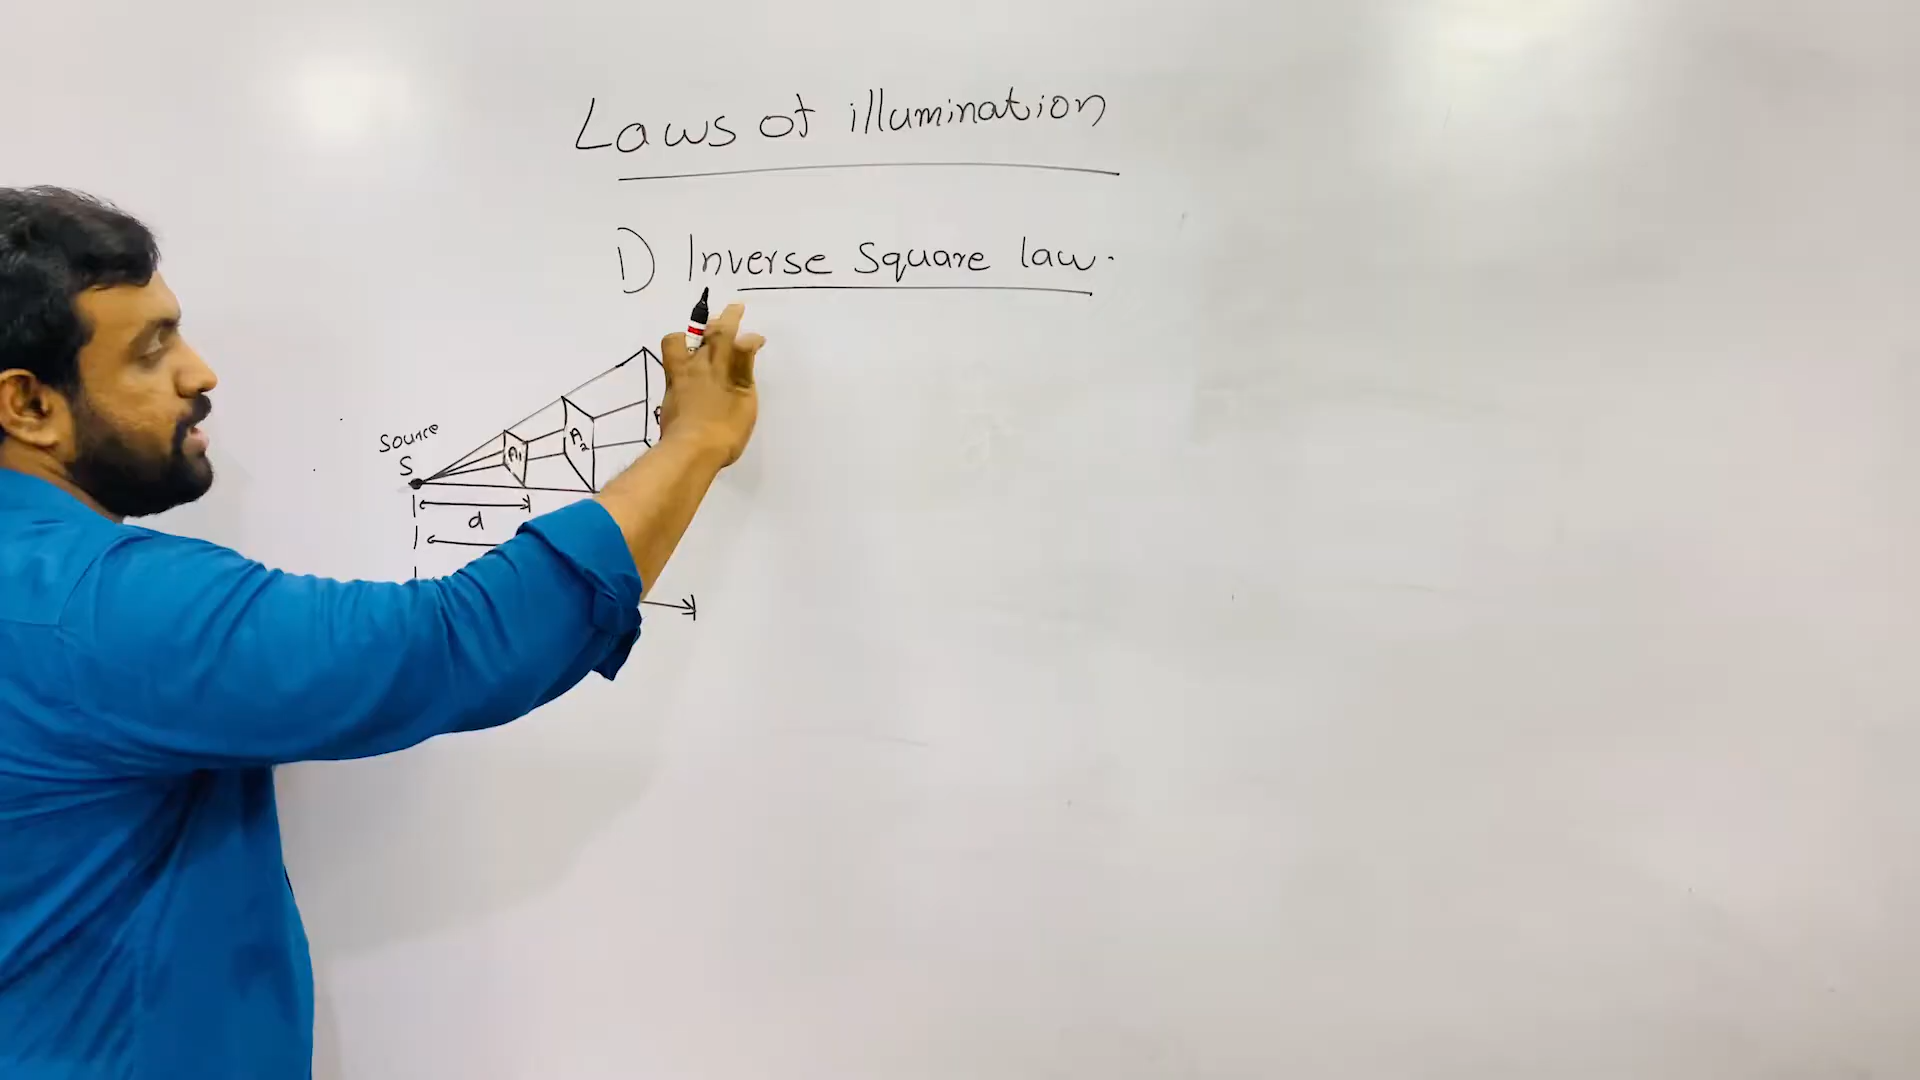 Laws of illumination
1) Inverse Square law.
Source
S
A1
A2
d